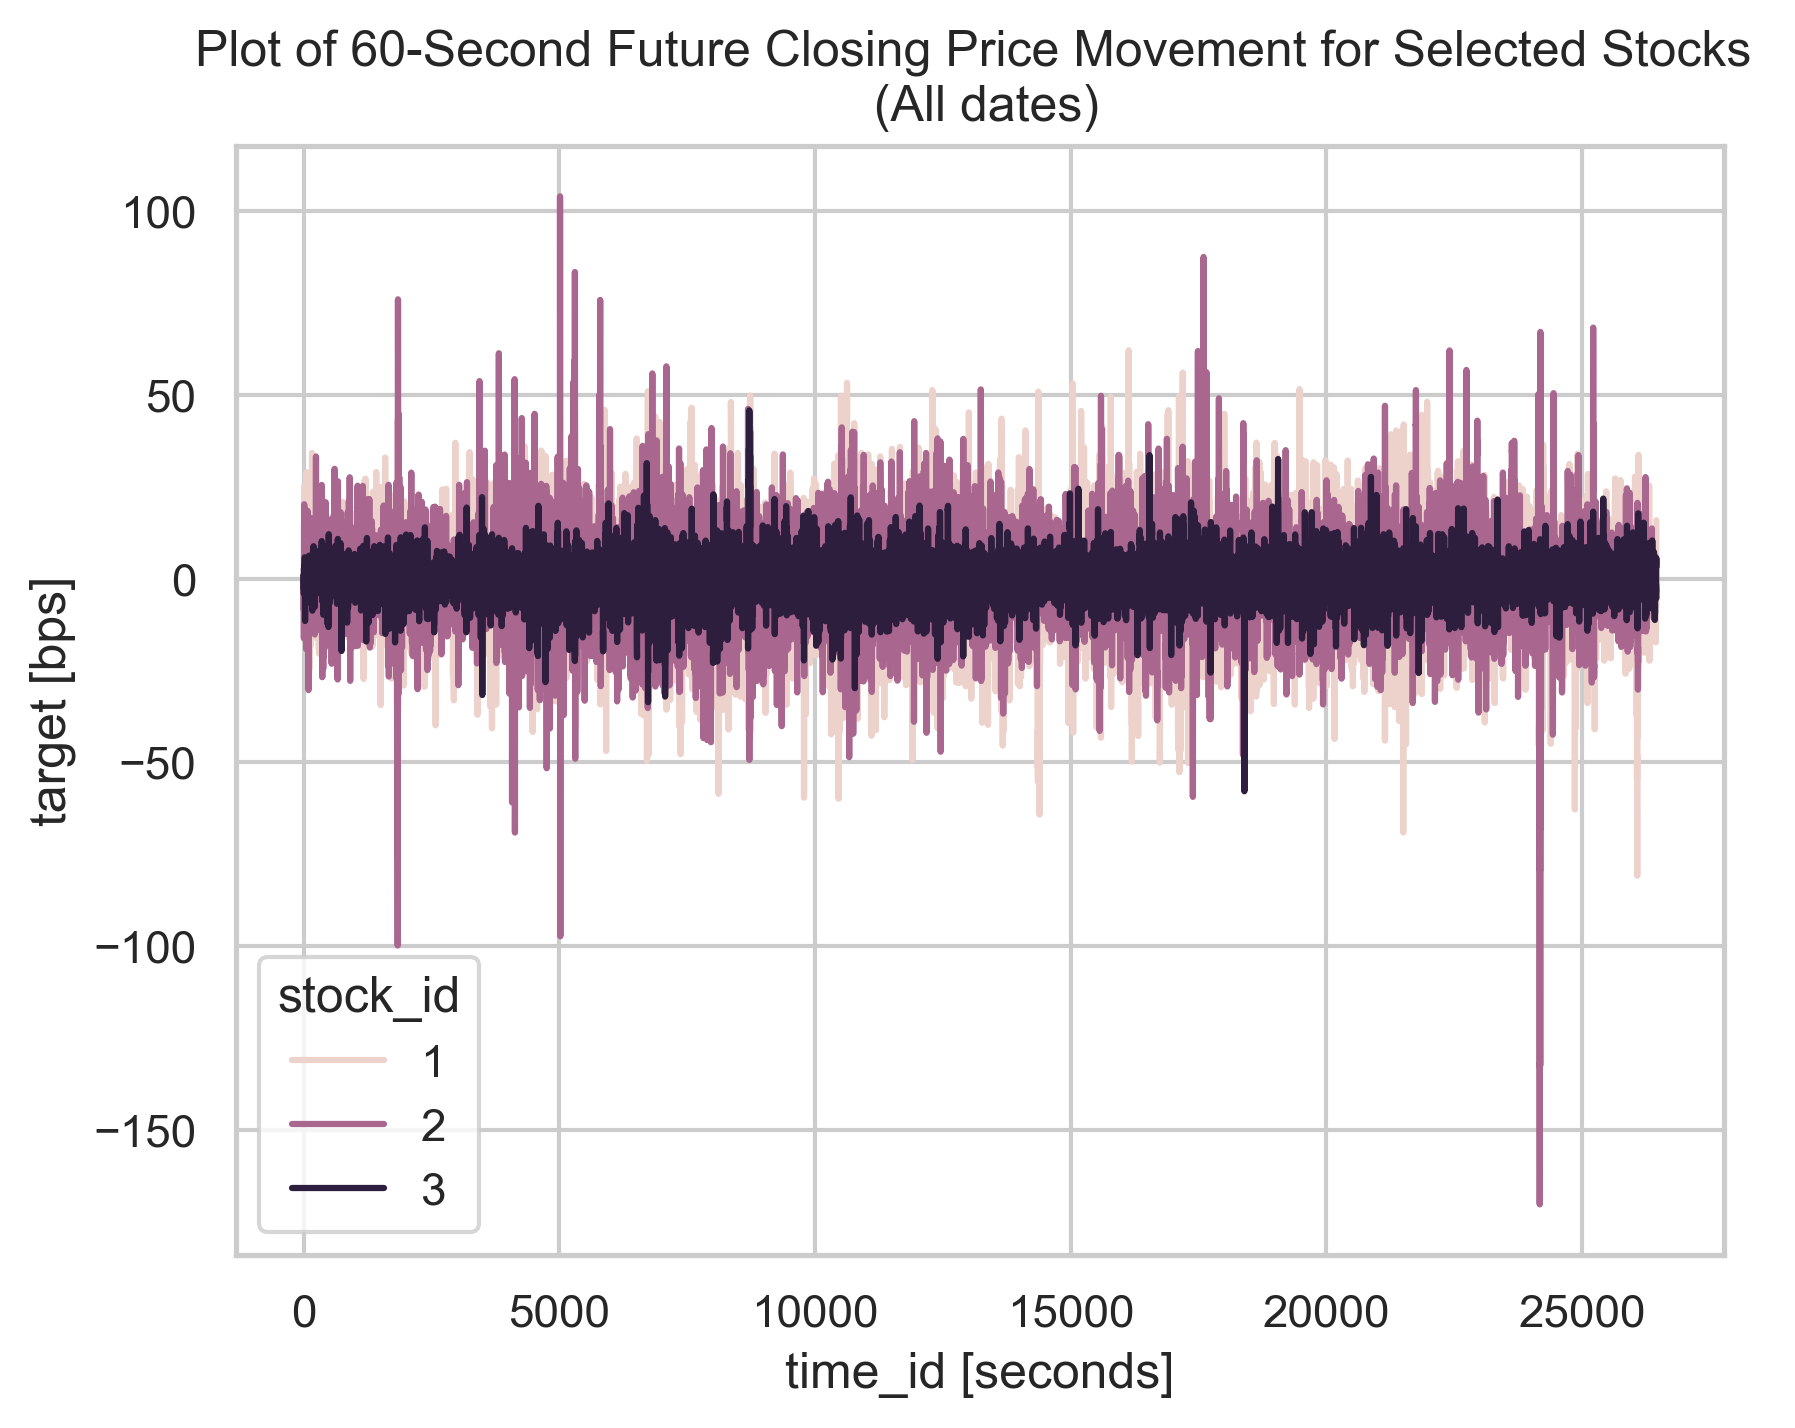 Plot of 60-Second Future Closing Price Movement for Selected Stocks
(All dates)
target [bps]
100
50
0
−50
−100
−150
stock_id
1
2
3
0 5000 10000 15000 20000 25000
time_id [seconds]